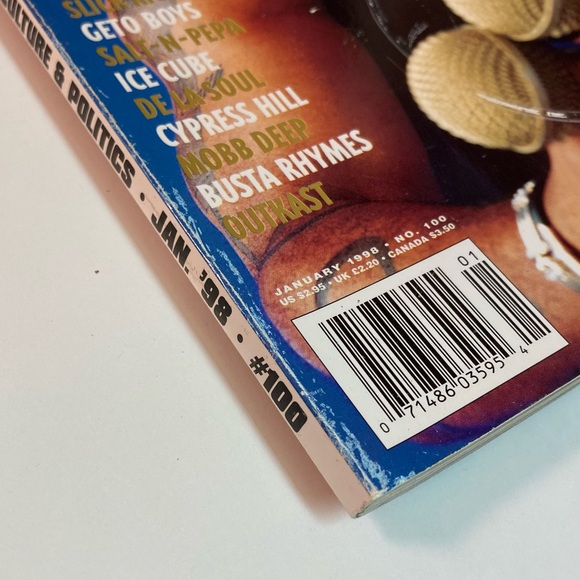 SLICK
GETO BOYS
SALT-N-PEPA
ICE CUBE
DE LA SOUL
CYPRESS HILL
MOBB DEEP
BUSTA RHYMES
OUTKAST
JANUARY 1998 • NO. 100
US $2.95 • UK £2.20 • CANADA $3.50
01
0 71486 03595 4
CULTURE & POLITICS • JAN. '98 • #100